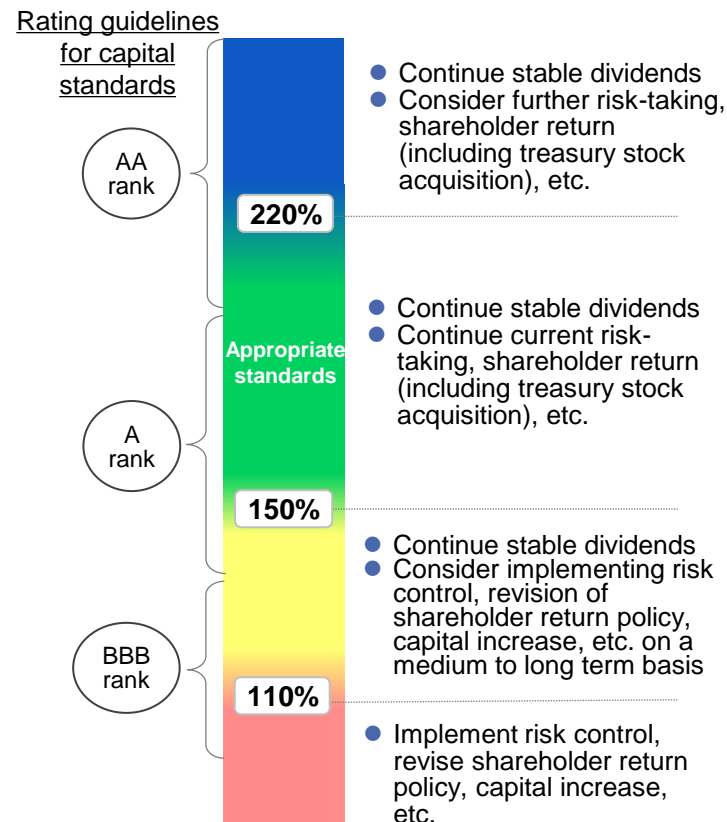 Rating guidelines
for capital
standards
● Continue stable dividends
● Consider further risk-taking,
shareholder return
(including treasury stock
acquisition), etc.
AA
rank
220%
● Continue stable dividends
● Continue current risk-
taking, shareholder return
(including treasury stock
acquisition), etc.
Appropriate
standards
A
rank
150%
● Continue stable dividends
● Consider implementing risk
control, revision of
shareholder return policy,
capital increase, etc. on a
medium to long term basis
BBB
rank
110%
● Implement risk control,
revise shareholder return
policy, capital increase,
etc.